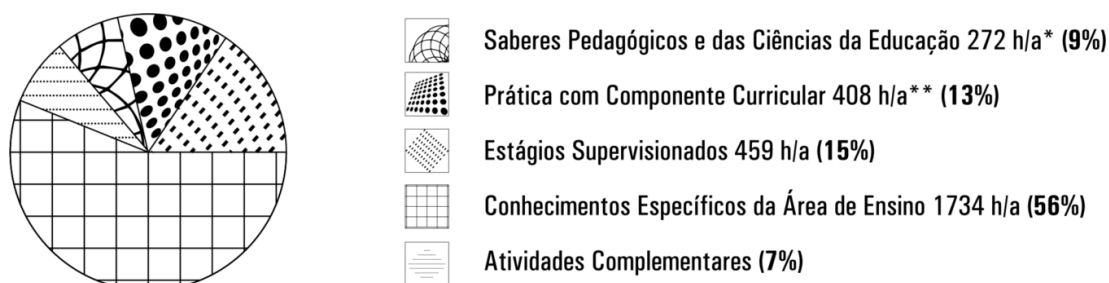 Saberes Pedagógicos e das Ciências da Educação 272 h/a* (9%)
Prática com Componente Curricular 408 h/a** (13%)
Estágios Supervisionados 459 h/a (15%)
Conhecimentos Específicos da Área de Ensino 1734 h/a (56%)
Atividades Complementares (7%)